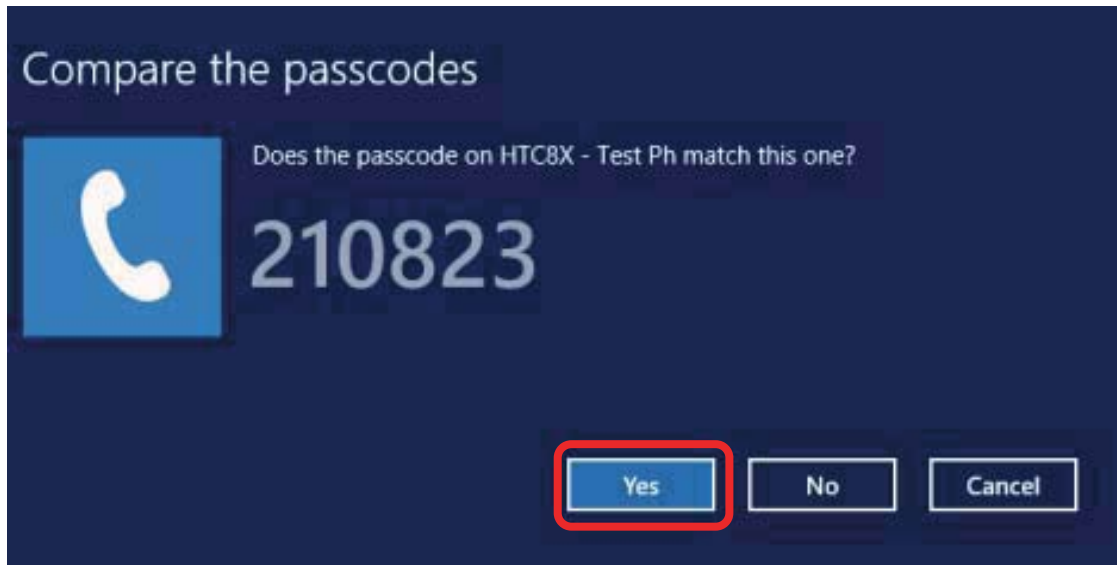 Compare the passcodes
Does the passcode on HTC8X - Test Ph match this one?
210823
Yes No Cancel